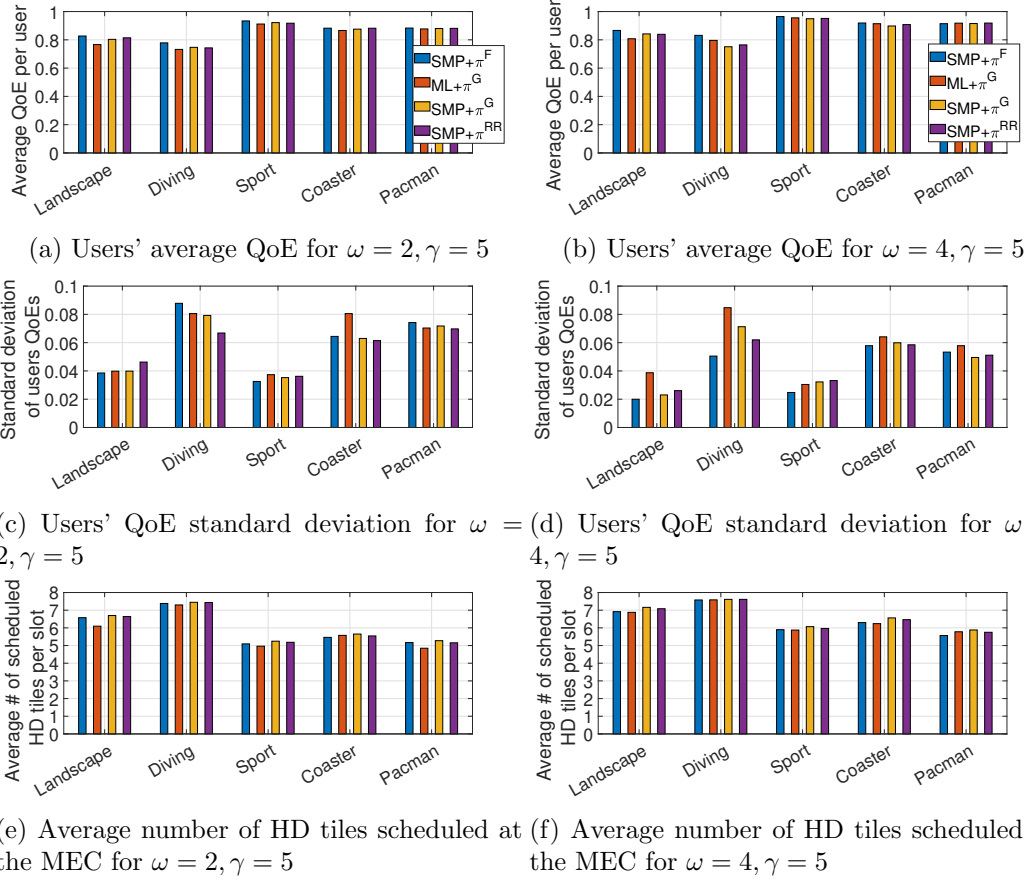 Average QoE per user
1
0.8
0.6
0.4
0.2
0
Landscape
Diving
Sport
Coaster
Pacman
SMP+π^F
ML+π^G
SMP+π^G
SMP+π^RR
(a) Users' average QoE for ω = 2, γ = 5
Average QoE per user
1
0.8
0.6
0.4
0.2
0
Landscape
Diving
Sport
Coaster
Pacman
SMP+π^F
ML+π^G
SMP+π^G
SMP+π^RR
(b) Users' average QoE for ω = 4, γ = 5
Standard deviation
of users QoEs
0.1
0.08
0.06
0.04
0.02
0
Landscape
Diving
Sport
Coaster
Pacman
(c) Users' QoE standard deviation for ω =
2, γ = 5
Standard deviation
of users QoEs
0.1
0.08
0.06
0.04
0.02
0
Landscape
Diving
Sport
Coaster
Pacman
(d) Users' QoE standard deviation for ω
4, γ = 5
Average # of scheduled
HD tiles per slot
8
7
6
5
4
3
2
1
0
Landscape
Diving
Sport
Coaster
Pacman
(e) Average number of HD tiles scheduled at
the MEC for ω = 2, γ = 5
Average # of scheduled
HD tiles per slot
8
7
6
5
4
3
2
1
0
Landscape
Diving
Sport
Coaster
Pacman
(f) Average number of HD tiles scheduled
the MEC for ω = 4, γ = 5